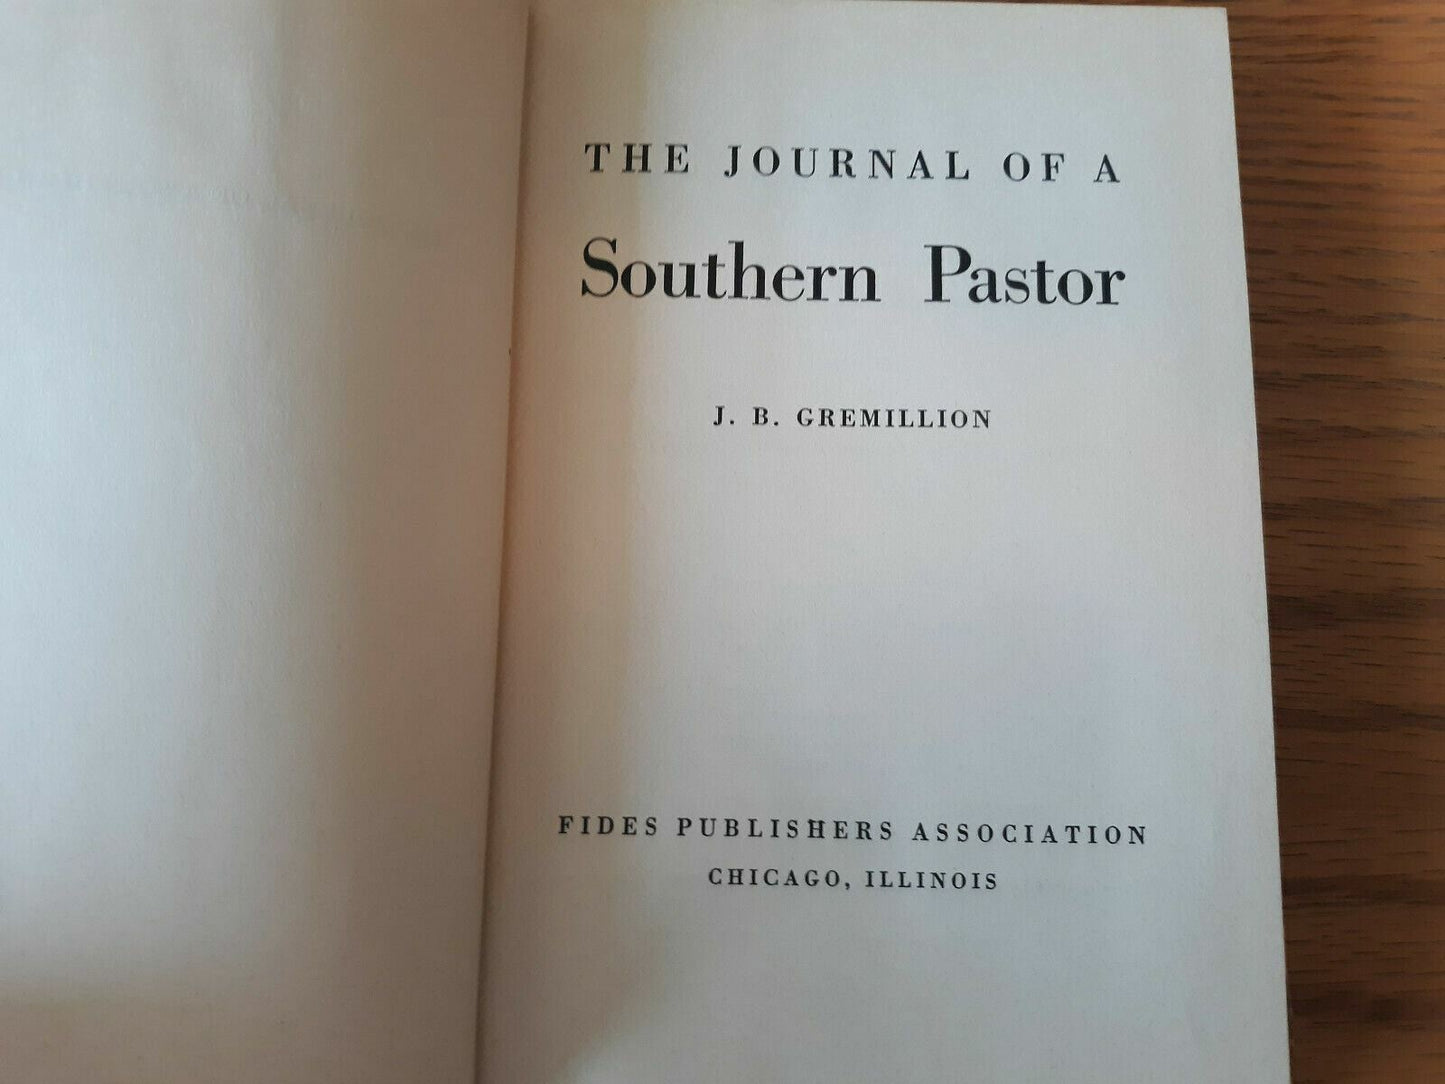 THE JOURNAL OF A
Southern Pastor
J. B. GREMILLION
FIDES PUBLISHERS ASSOCIATION
CHICAGO, ILLINOIS